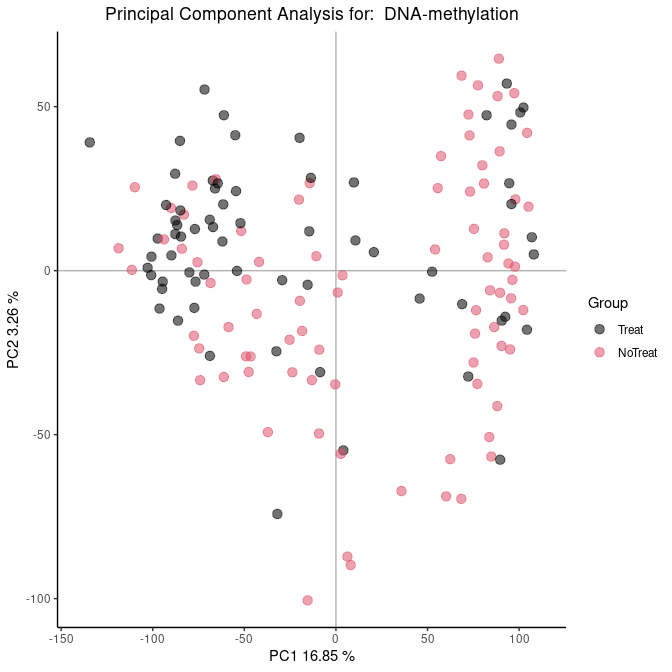 Principal Component Analysis for:  DNA-methylation
50
0
-50
-100
PC2 3.26 %
-150
-100
-50
0
50
100
PC1 16.85 %
Group
Treat
NoTreat